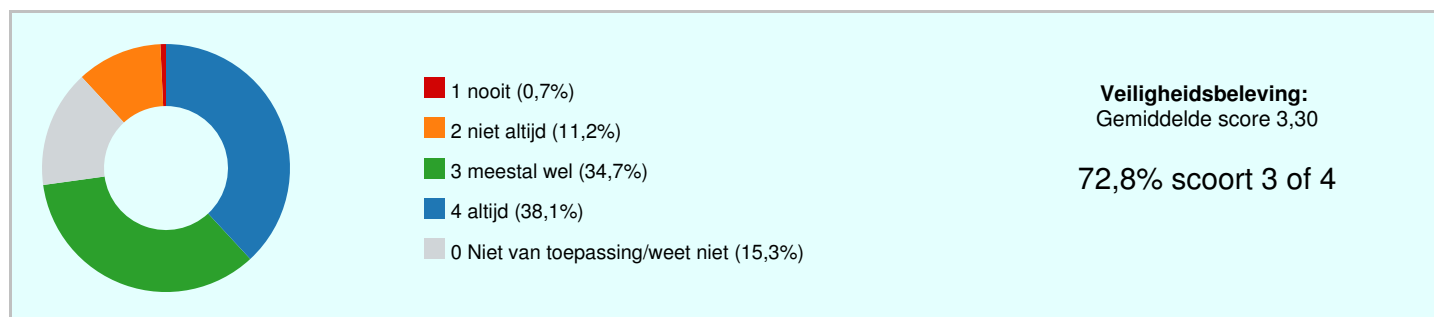 1 nooit (0,7%)
2 niet altijd (11,2%)
3 meestal wel (34,7%)
4 altijd (38,1%)
0 Niet van toepassing/weet niet (15,3%)
Veiligheidsbeleving:
Gemiddelde score 3,30
72,8% scoort 3 of 4